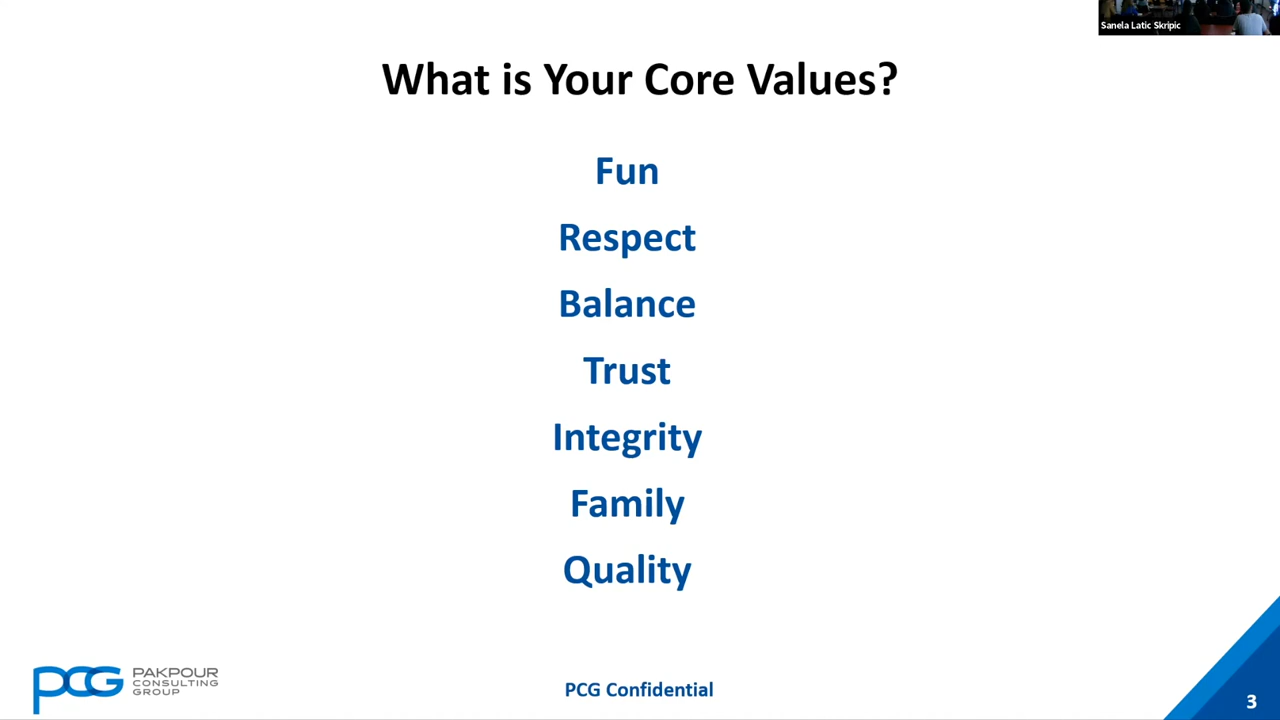 Sanela Latic Skripic
What is Your Core Values?
Fun
Respect
Balance
Trust
Integrity
Family
Quality
PCG
PAKPOUR
CONSULTING
GROUP
PCG Confidential
3